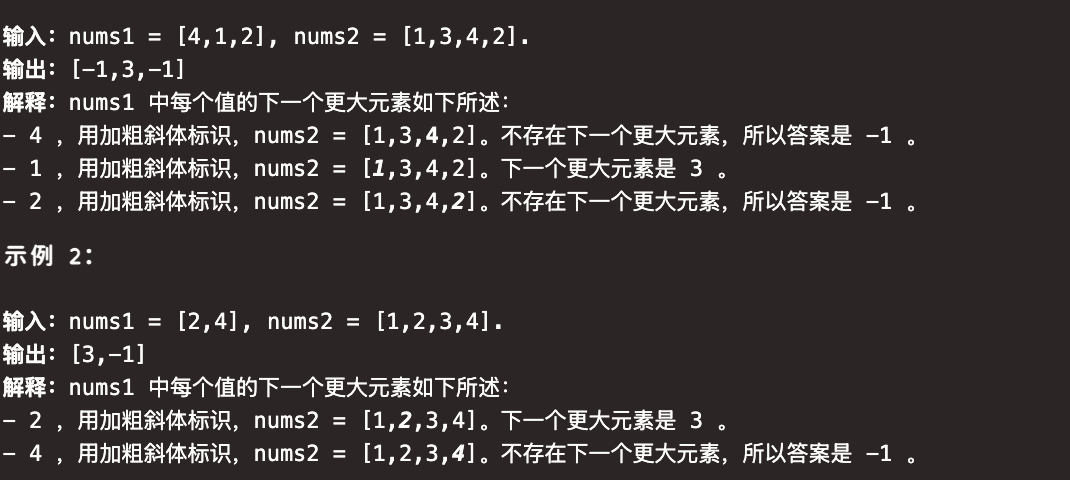 输入：nums1 = [4,1,2], nums2 = [1,3,4,2].
输出：[-1,3,-1]
解释：nums1 中每个值的下一个更大元素如下所述：
- 4 ，用加粗斜体标识，nums2 = [1,3,4,2]。不存在下一个更大元素，所以答案是 -1 。
- 1 ，用加粗斜体标识，nums2 = [1,3,4,2]。下一个更大元素是 3 。
- 2 ，用加粗斜体标识，nums2 = [1,3,4,2]。不存在下一个更大元素，所以答案是 -1 。
示例 2：
输入：nums1 = [2,4], nums2 = [1,2,3,4].
输出：[3,-1]
解释：nums1 中每个值的下一个更大元素如下所述：
- 2 ，用加粗斜体标识，nums2 = [1,2,3,4]。下一个更大元素是 3 。
- 4 ，用加粗斜体标识，nums2 = [1,2,3,4]。不存在下一个更大元素，所以答案是 -1 。